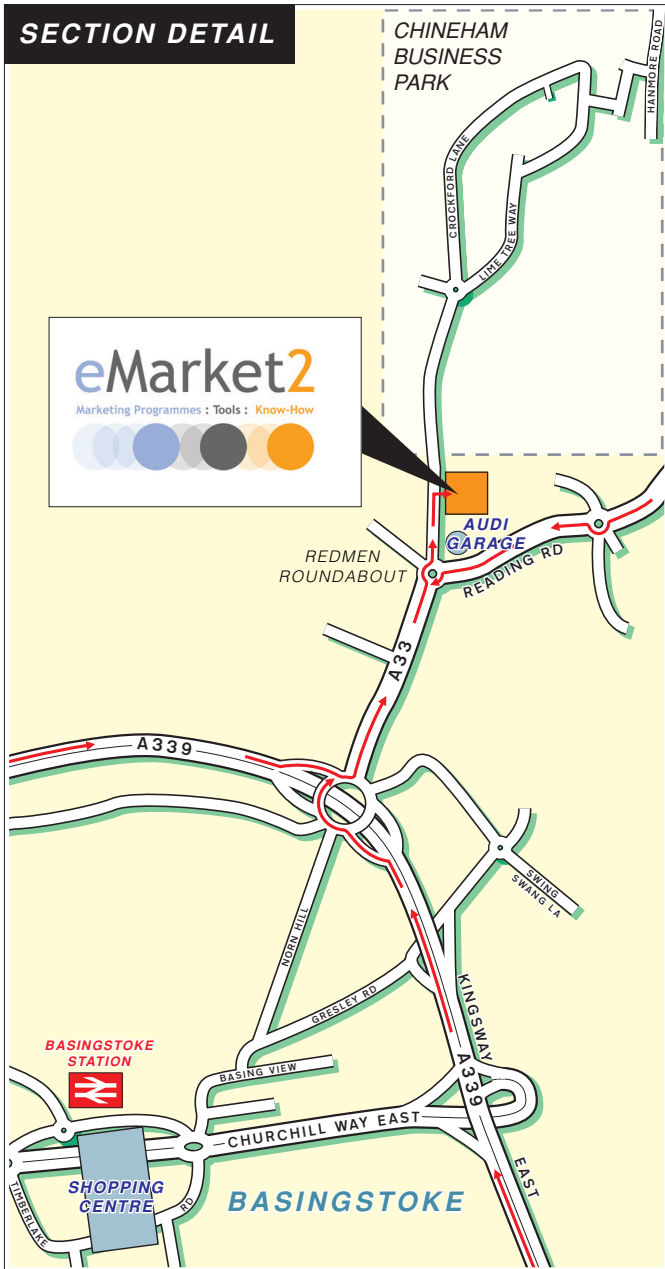 SECTION DETAIL
CHINEHAM
BUSINESS
PARK
HANMORE ROAD
CROCKFORD LANE
LIME TREE WAY
eMarket2
Marketing Programmes : Tools : Know-How
AUDI
GARAGE
REDMEN
ROUNDABOUT
READING RD
A33
A339
SWING
SWANG LA
NORN HILL
GRESLEY RD
KINGSWAY
BASINGSTOKE
STATION
BASING VIEW
A339
CHURCHILL WAY EAST
EAST
SHOPPING
CENTRE
TIMBERLAKE
RD
BASINGSTOKE